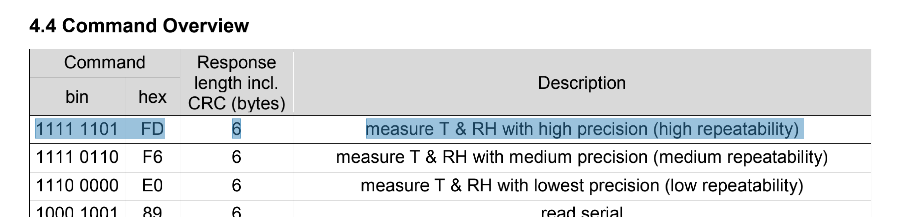 4.4 Command Overview
Command
Response length incl. CRC (bytes)
Description
bin hex
1111 1101 FD 6 measure T & RH with high precision (high repeatability)
1111 0110 F6 6 measure T & RH with medium precision (medium repeatability)
1110 0000 E0 6 measure T & RH with lowest precision (low repeatability)
1000 1001 89 6 read serial